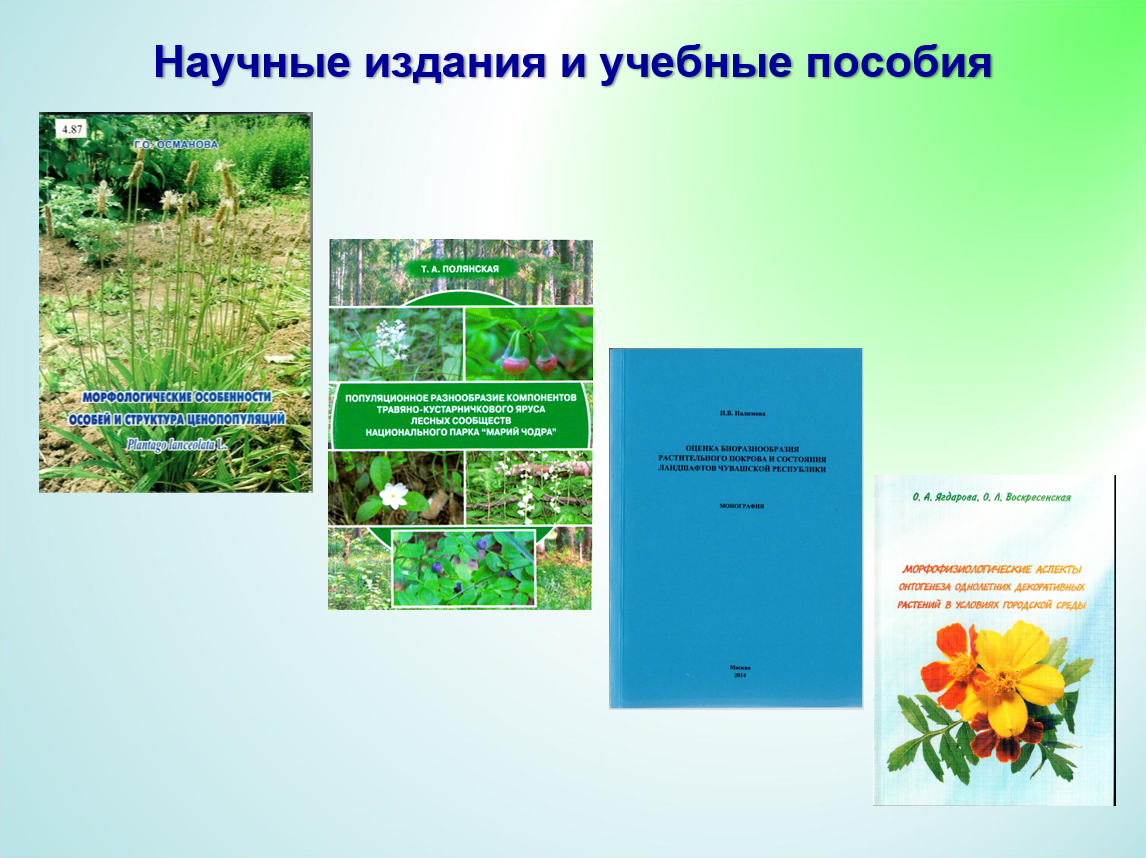 Научные издания и учебные пособия
4.87
Г.О. ОСМАНОВА
МОРФОЛОГИЧЕСКИЕ ОСОБЕННОСТИ
ОСОБЕЙ И СТРУКТУРА ЦЕНОПОПУЛЯЦИЙ
Plantago lanceolata L.
Т. А. ПОЛЯНСКАЯ
ПОПУЛЯЦИОННОЕ РАЗНООБРАЗИЕ КОМПОНЕНТОВ
ТРАВЯНО-КУСТАРНИЧКОВОГО ЯРУСА
ЛЕСНЫХ СООБЩЕСТВ
НАЦИОНАЛЬНОГО ПАРКА "МАРИЙ ЧОДРА"
Н.В. Налимова
ОЦЕНКА БИОРАЗНООБРАЗИЯ
РАСТИТЕЛЬНОГО ПОКРОВА И СОСТОЯНИЯ
ЛАНДШАФТОВ ЧУВАШСКОЙ РЕСПУБЛИКИ
МОНОГРАФИЯ
Москва
2014
О. А. Ягдарова, О. Л. Воскресенская
МОРФОФИЗИОЛОГИЧЕСКИЕ АСПЕКТЫ
ОНТОГЕНЕЗА ОДНОЛЕТНИХ ДЕКОРАТИВНЫХ
РАСТЕНИЙ В УСЛОВИЯХ ГОРОДСКОЙ СРЕДЫ